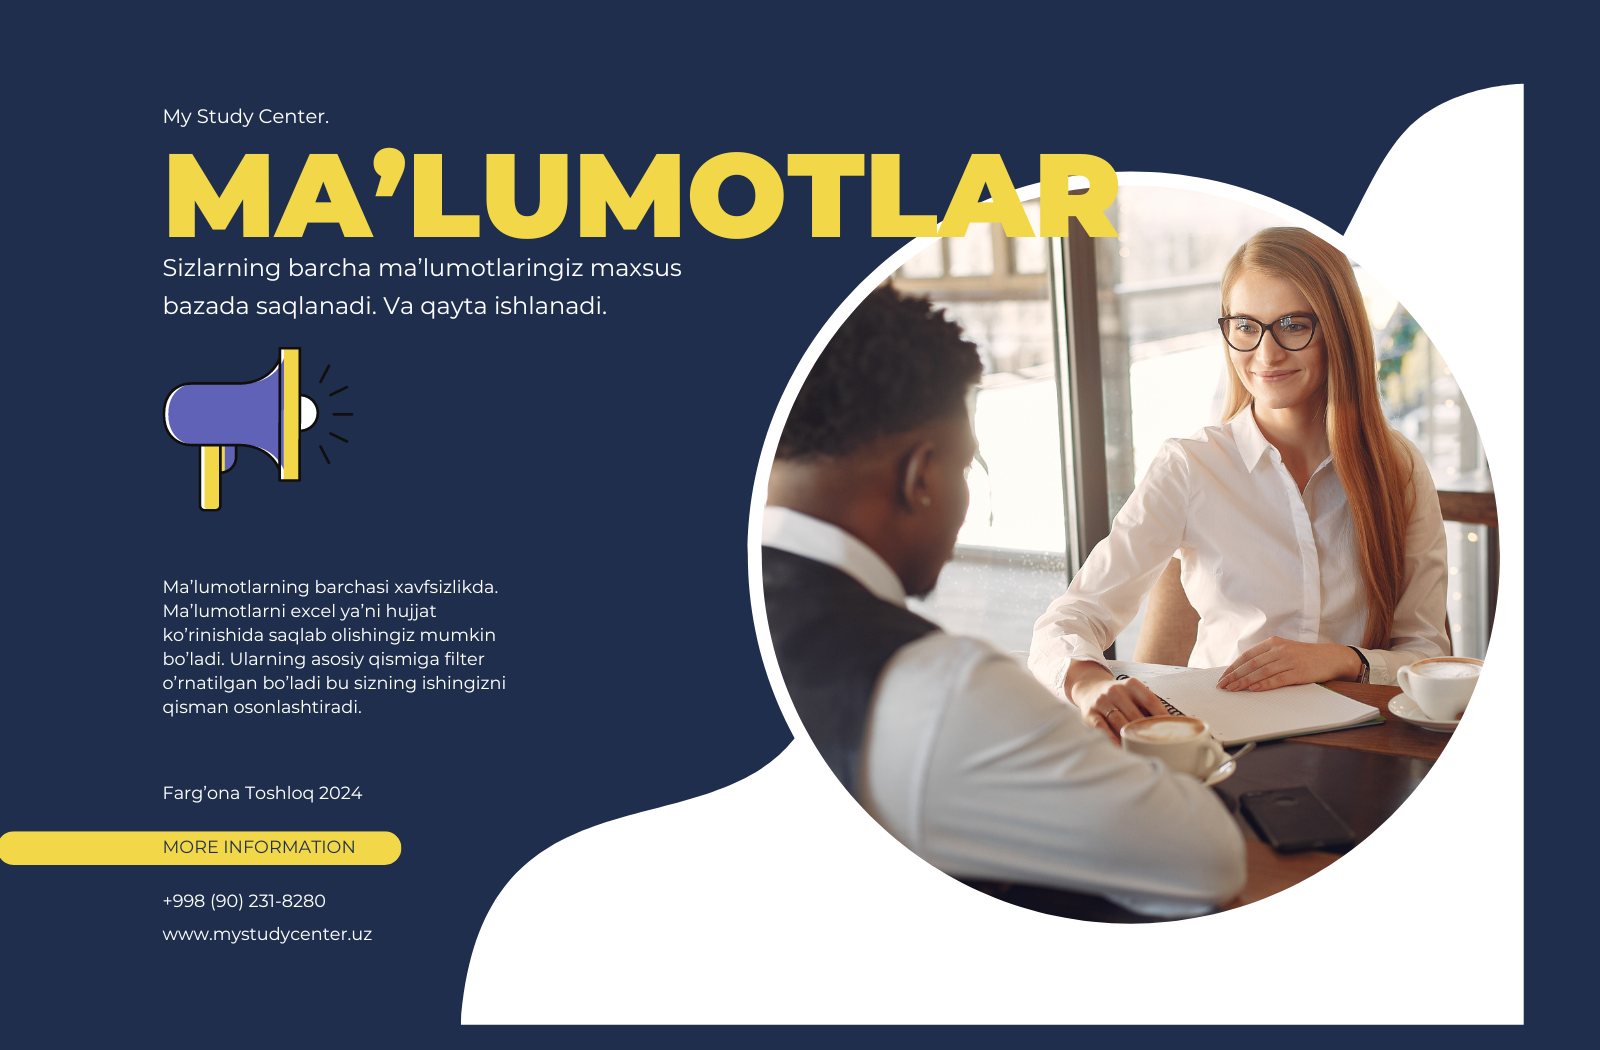 My Study Center.
MA’LUMOTLAR
Sizlarning barcha ma’lumotlaringiz maxsus
bazada saqlanadi. Va qayta ishlanadi.
Ma’lumotlarning barchasi xavfsizlikda.
Ma’lumotlarni excel ya’ni hujjat
ko’rinishida saqlab olishingiz mumkin
bo’ladi. Ularning asosiy qismiga filter
o’rnatilgan bo’ladi bu sizning ishingizni
qisman osonlashtiradi.
Farg’ona Toshloq 2024
MORE INFORMATION
+998 (90) 231-8280
www.mystudycenter.uz